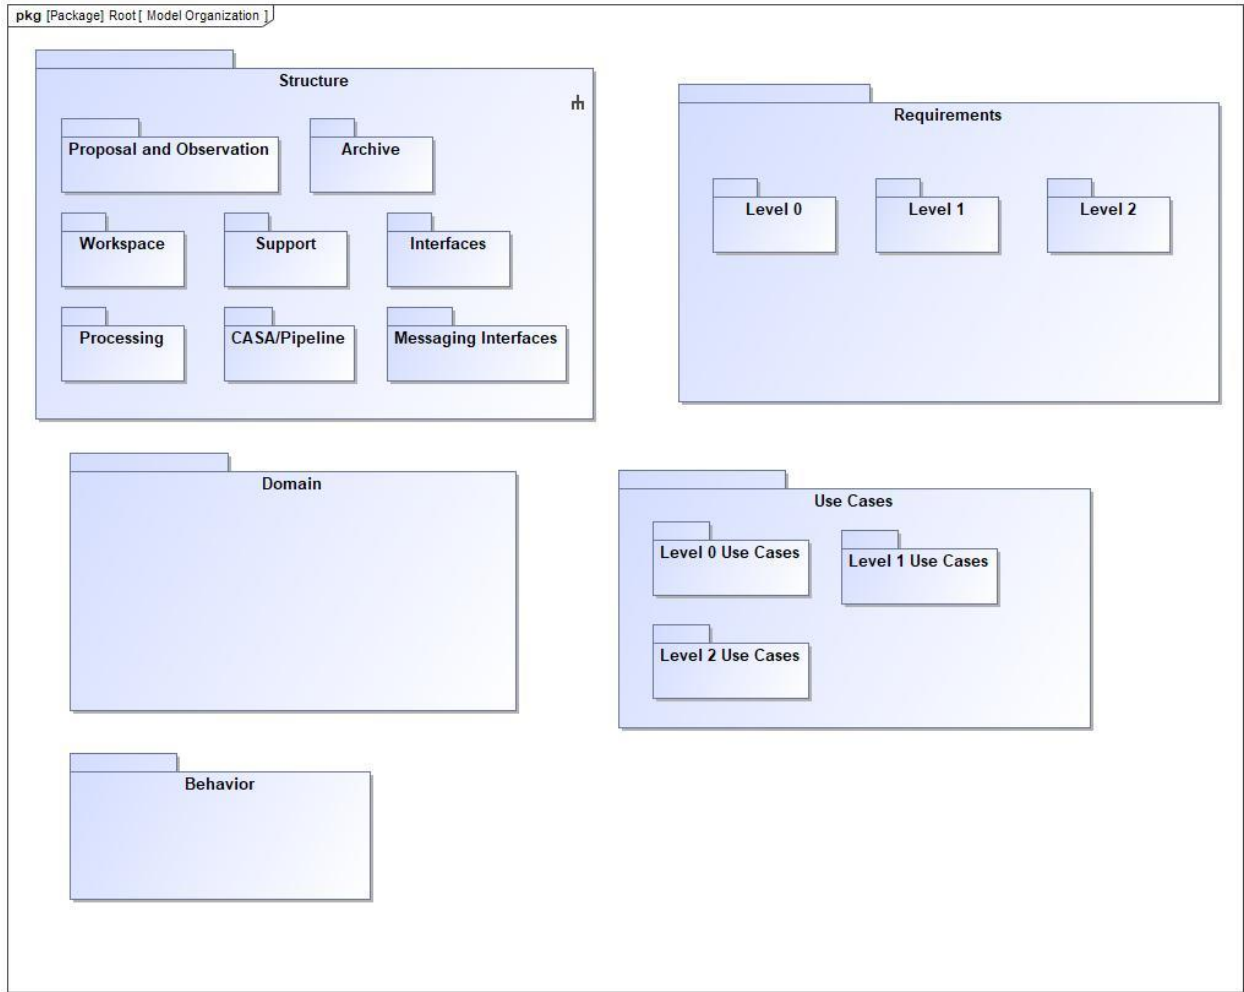 pkg [Package] Root [ Model Organization ]
Structure
Proposal and Observation
Archive
Workspace
Support
Interfaces
Processing
CASA/Pipeline
Messaging Interfaces
Requirements
Level 0
Level 1
Level 2
Domain
Use Cases
Level 0 Use Cases
Level 1 Use Cases
Level 2 Use Cases
Behavior